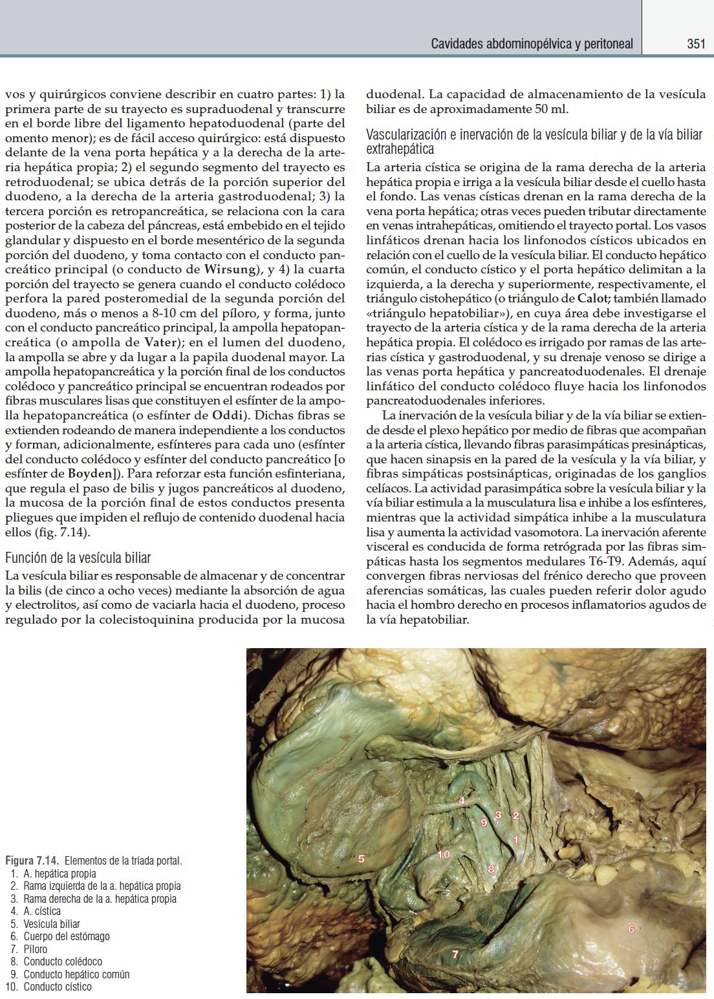 Cavidades abdominopélvica y peritoneal
351
vos y quirúrgicos conviene describir en cuatro partes: 1) la
primera parte de su trayecto es supraduodenal y transcurre
en el borde libre del ligamento hepatoduodenal (parte del
omento menor); es de fácil acceso quirúrgico: está dispuesto
delante de la vena porta hepática y a la derecha de la arte-
ria hepática propia; 2) el segundo segmento del trayecto es
retroduodenal; se ubica detrás de la porción superior del
duodeno, a la derecha de la arteria gastroduodenal; 3) la
tercera porción es retropancreática, se relaciona con la cara
posterior de la cabeza del páncreas, está embebido en el tejido
glandular y dispuesto en el borde mesentérico de la segunda
porción del duodeno, y toma contacto con el conducto pan-
creático principal (o conducto de Wirsung), y 4) la cuarta
porción del trayecto se genera cuando el conducto colédoco
perfora la pared posteromedial de la segunda porción del
duodeno, más o menos a 8-10 cm del píloro, y forma, junto
con el conducto pancreático principal, la ampolla hepatopan-
creática (o ampolla de Vater); en el lumen del duodeno,
la ampolla se abre y da lugar a la papila duodenal mayor. La
ampolla hepatopancreática y la porción final de los conductos
colédoco y pancreático principal se encuentran rodeados por
fibras musculares lisas que constituyen el esfínter de la ampo-
lla hepatopancreática (o esfínter de Oddi). Dichas fibras se
extienden rodeando de manera independiente a los conductos
y forman, adicionalmente, esfínteres para cada uno (esfínter
del conducto colédoco y esfínter del conducto pancreático [o
esfínter de Boyden]). Para reforzar esta función esfinteriana,
que regula el paso de bilis y jugos pancreáticos al duodeno,
la mucosa de la porción final de estos conductos presenta
pliegues que impiden el reflujo de contenido duodenal hacia
ellos (fig. 7.14).
Función de la vesícula biliar
La vesícula biliar es responsable de almacenar y de concentrar
la bilis (de cinco a ocho veces) mediante la absorción de agua
y electrolitos, así como de vaciarla hacia el duodeno, proceso
regulado por la colecistoquinina producida por la mucosa
duodenal. La capacidad de almacenamiento de la vesícula
biliar es de aproximadamente 50 ml.
Vascularización e inervación de la vesícula biliar y de la vía biliar
extrahepática
La arteria cística se origina de la rama derecha de la arteria
hepática propia e irriga a la vesícula biliar desde el cuello hasta
el fondo. Las venas císticas drenan en la rama derecha de la
vena porta hepática; otras veces pueden tributar directamente
en venas intrahepáticas, omitiendo el trayecto portal. Los vasos
linfáticos drenan hacia los linfonodos císticos ubicados en
relación con el cuello de la vesícula biliar. El conducto hepático
común, el conducto cístico y el porta hepático delimitan a la
izquierda, a la derecha y superiormente, respectivamente, el
triángulo cistohepático (o triángulo de Calot; también llamado
«triángulo hepatobiliar»), en cuya área debe investigarse el
trayecto de la arteria cística y de la rama derecha de la arteria
hepática propia. El colédoco es irrigado por ramas de las arte-
rias cística y gastroduodenal, y su drenaje venoso se dirige a
las venas porta hepática y pancreatoduodenales. El drenaje
linfático del conducto colédoco fluye hacia los linfonodos
pancreatoduodenales inferiores.
La inervación de la vesícula biliar y de la vía biliar se extien-
de desde el plexo hepático por medio de fibras que acompañan
a la arteria cística, llevando fibras parasimpáticas presinápticas,
que hacen sinapsis en la pared de la vesícula y la vía biliar, y
fibras simpáticas postsinápticas, originadas de los ganglios
celíacos. La actividad parasimpática sobre la vesícula biliar y la
vía biliar estimula a la musculatura lisa e inhibe a los esfínteres,
mientras que la actividad simpática inhibe a la musculatura
lisa y aumenta la actividad vasomotora. La inervación aferente
visceral es conducida de forma retrógrada por las fibras sim-
páticas hasta los segmentos medulares T6-T9. Además, aquí
convergen fibras nerviosas del frénico derecho que proveen
aferencias somáticas, las cuales pueden referir dolor agudo
hacia el hombro derecho en procesos inflamatorios agudos de
la vía hepatobiliar.
Figura 7.14. Elementos de la tríada portal.
1. A. hepática propia
2. Rama izquierda de la a. hepática propia
3. Rama derecha de la a. hepática propia
4. A. cística
5. Vesícula biliar
6. Cuerpo del estómago
7. Píloro
8. Conducto colédoco
9. Conducto hepático común
10. Conducto cístico
4
3
2
9
1
10
5
8
6
7